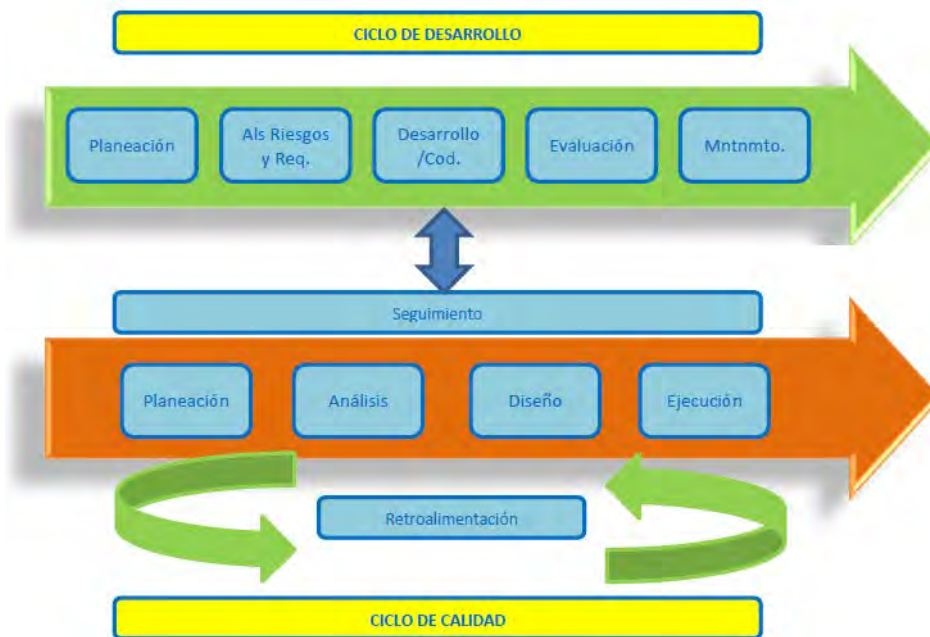 CICLO DE DESARROLLO
Planeación
Als Riesgos
y Req.
Desarrollo
/Cod.
Evaluación
Mntnmto.
Seguimiento
Planeación
Análisis
Diseño
Ejecución
Retroalimentación
CICLO DE CALIDAD